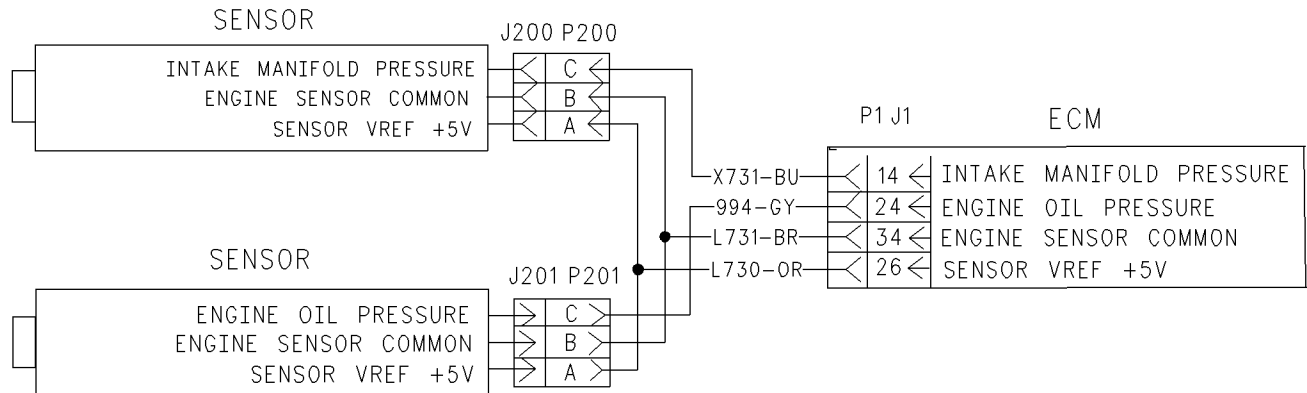 SENSOR
J200 P200
INTAKE MANIFOLD PRESSURE C
ENGINE SENSOR COMMON B
SENSOR VREF +5V A
P1 J1 ECM
X731-BU 14 INTAKE MANIFOLD PRESSURE
994-GY 24 ENGINE OIL PRESSURE
L731-BR 34 ENGINE SENSOR COMMON
L730-OR 26 SENSOR VREF +5V
SENSOR
J201 P201
ENGINE OIL PRESSURE C
ENGINE SENSOR COMMON B
SENSOR VREF +5V A